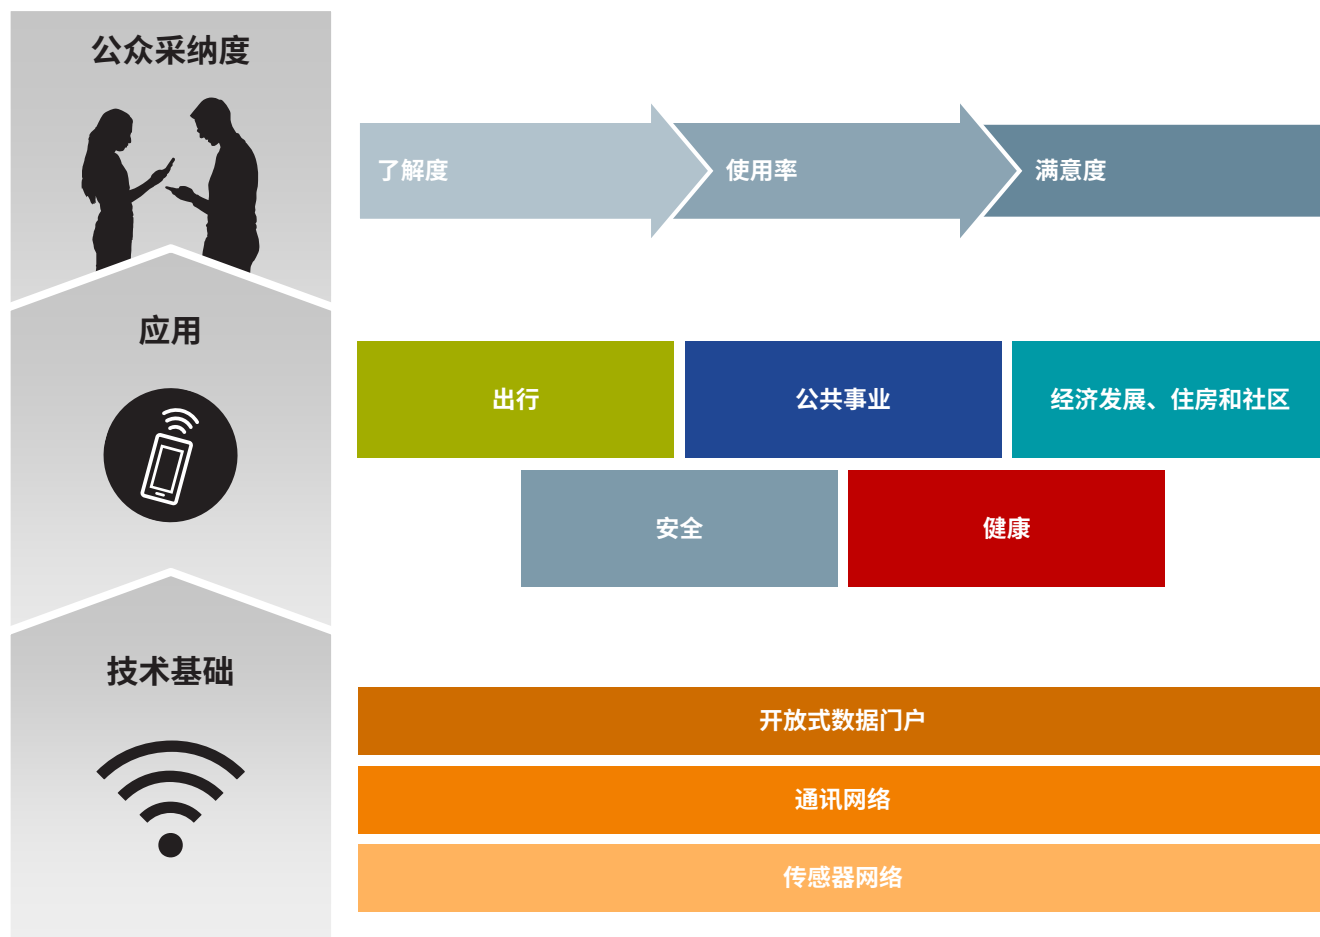 公众采纳度
了解度
使用率
满意度
应用
出行
公共事业
经济发展、住房和社区
安全
健康
技术基础
开放式数据门户
通讯网络
传感器网络